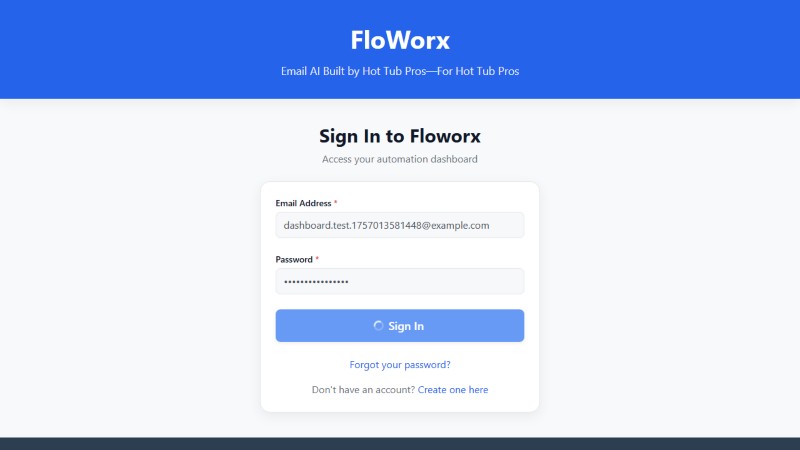 FloWorx
Email AI Built by Hot Tub Pros—For Hot Tub Pros
Sign In to Floworx
Access your automation dashboard
Email Address *
dashboard.test.1757013581448@example.com
Password *
••••••••••••••••
Sign In
Forgot your password?
Don't have an account? Create one here